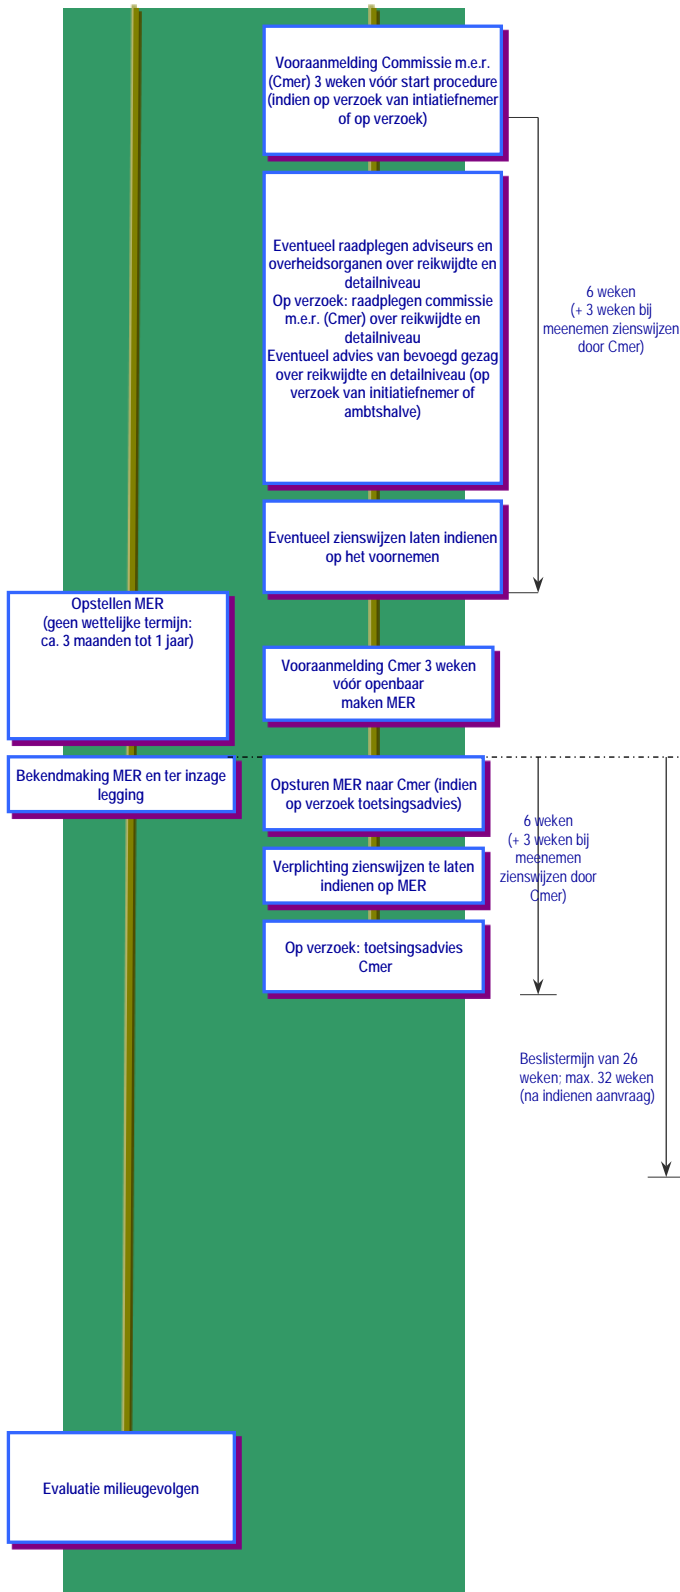 Vooraanmelding Commissie m.e.r.
(Cmer) 3 weken vóór start procedure
(indien op verzoek van intiatiefnemer
of op verzoek)
Eventueel raadplegen adviseurs en
overheidsorganen over reikwijdte en
detailniveau
Op verzoek: raadplegen commissie
m.e.r. (Cmer) over reikwijdte en
detailniveau
Eventueel advies van bevoegd gezag
over reikwijdte en detailniveau (op
verzoek van initiatiefnemer of
ambtshalve)
6 weken
(+ 3 weken bij
meenemen zienswijzen
door Cmer)
Eventueel zienswijzen laten indienen
op het voornemen
Opstellen MER
(geen wettelijke termijn:
ca. 3 maanden tot 1 jaar)
Vooraanmelding Cmer 3 weken
vóór openbaar
maken MER
Bekendmaking MER en ter inzage
legging
Opsturen MER naar Cmer (indien
op verzoek toetsingsadvies)
6 weken
(+ 3 weken bij
meenemen
zienswijzen door
Cmer)
Verplichting zienswijzen te laten
indienen op MER
Op verzoek: toetsingsadvies
Cmer
Beslistermijn van 26
weken; max. 32 weken
(na indienen aanvraag)
Evaluatie milieugevolgen